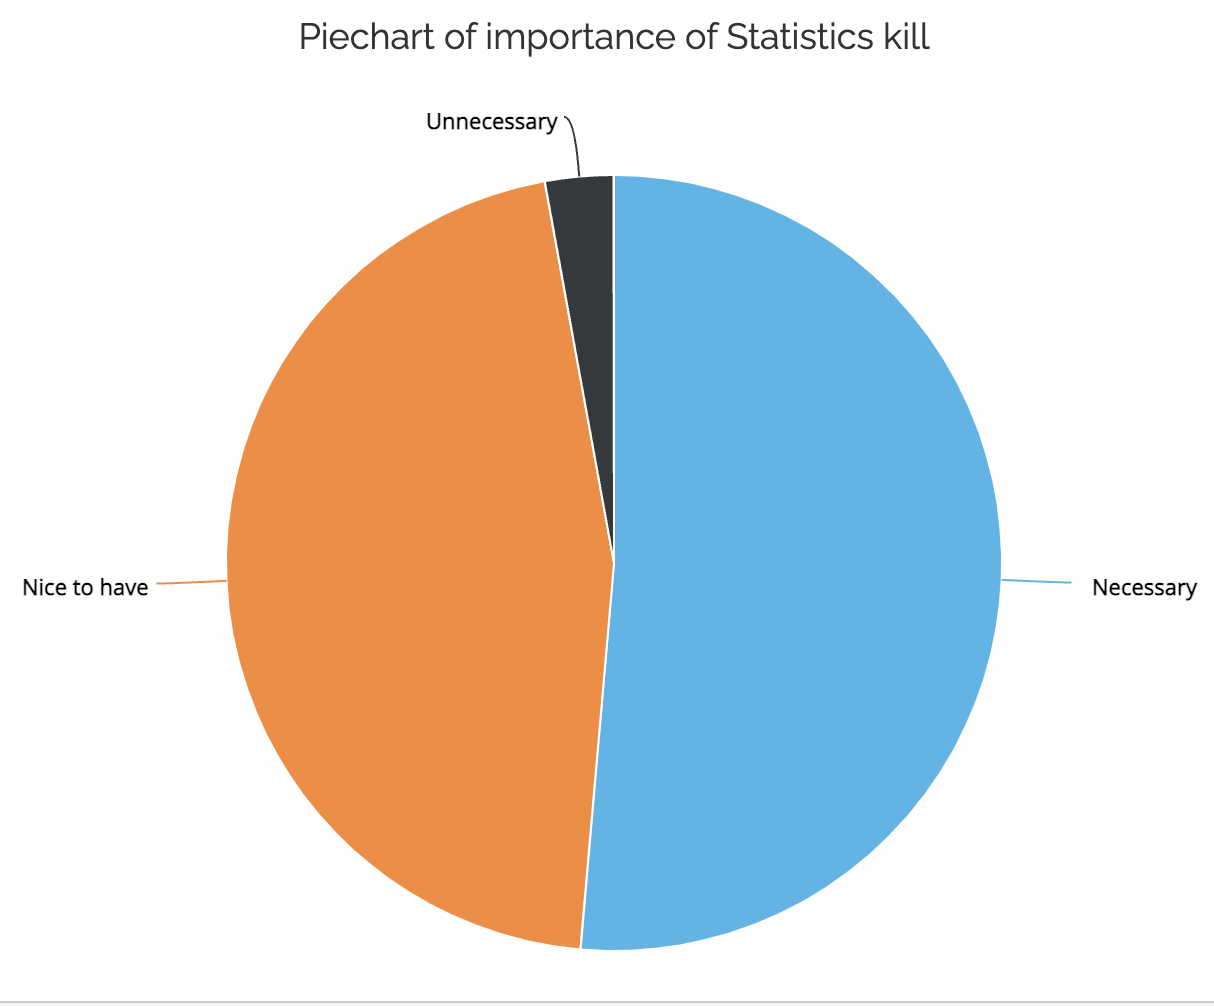 Piechart of importance of Statistics kill
Unnecessary
Nice to have
Necessary